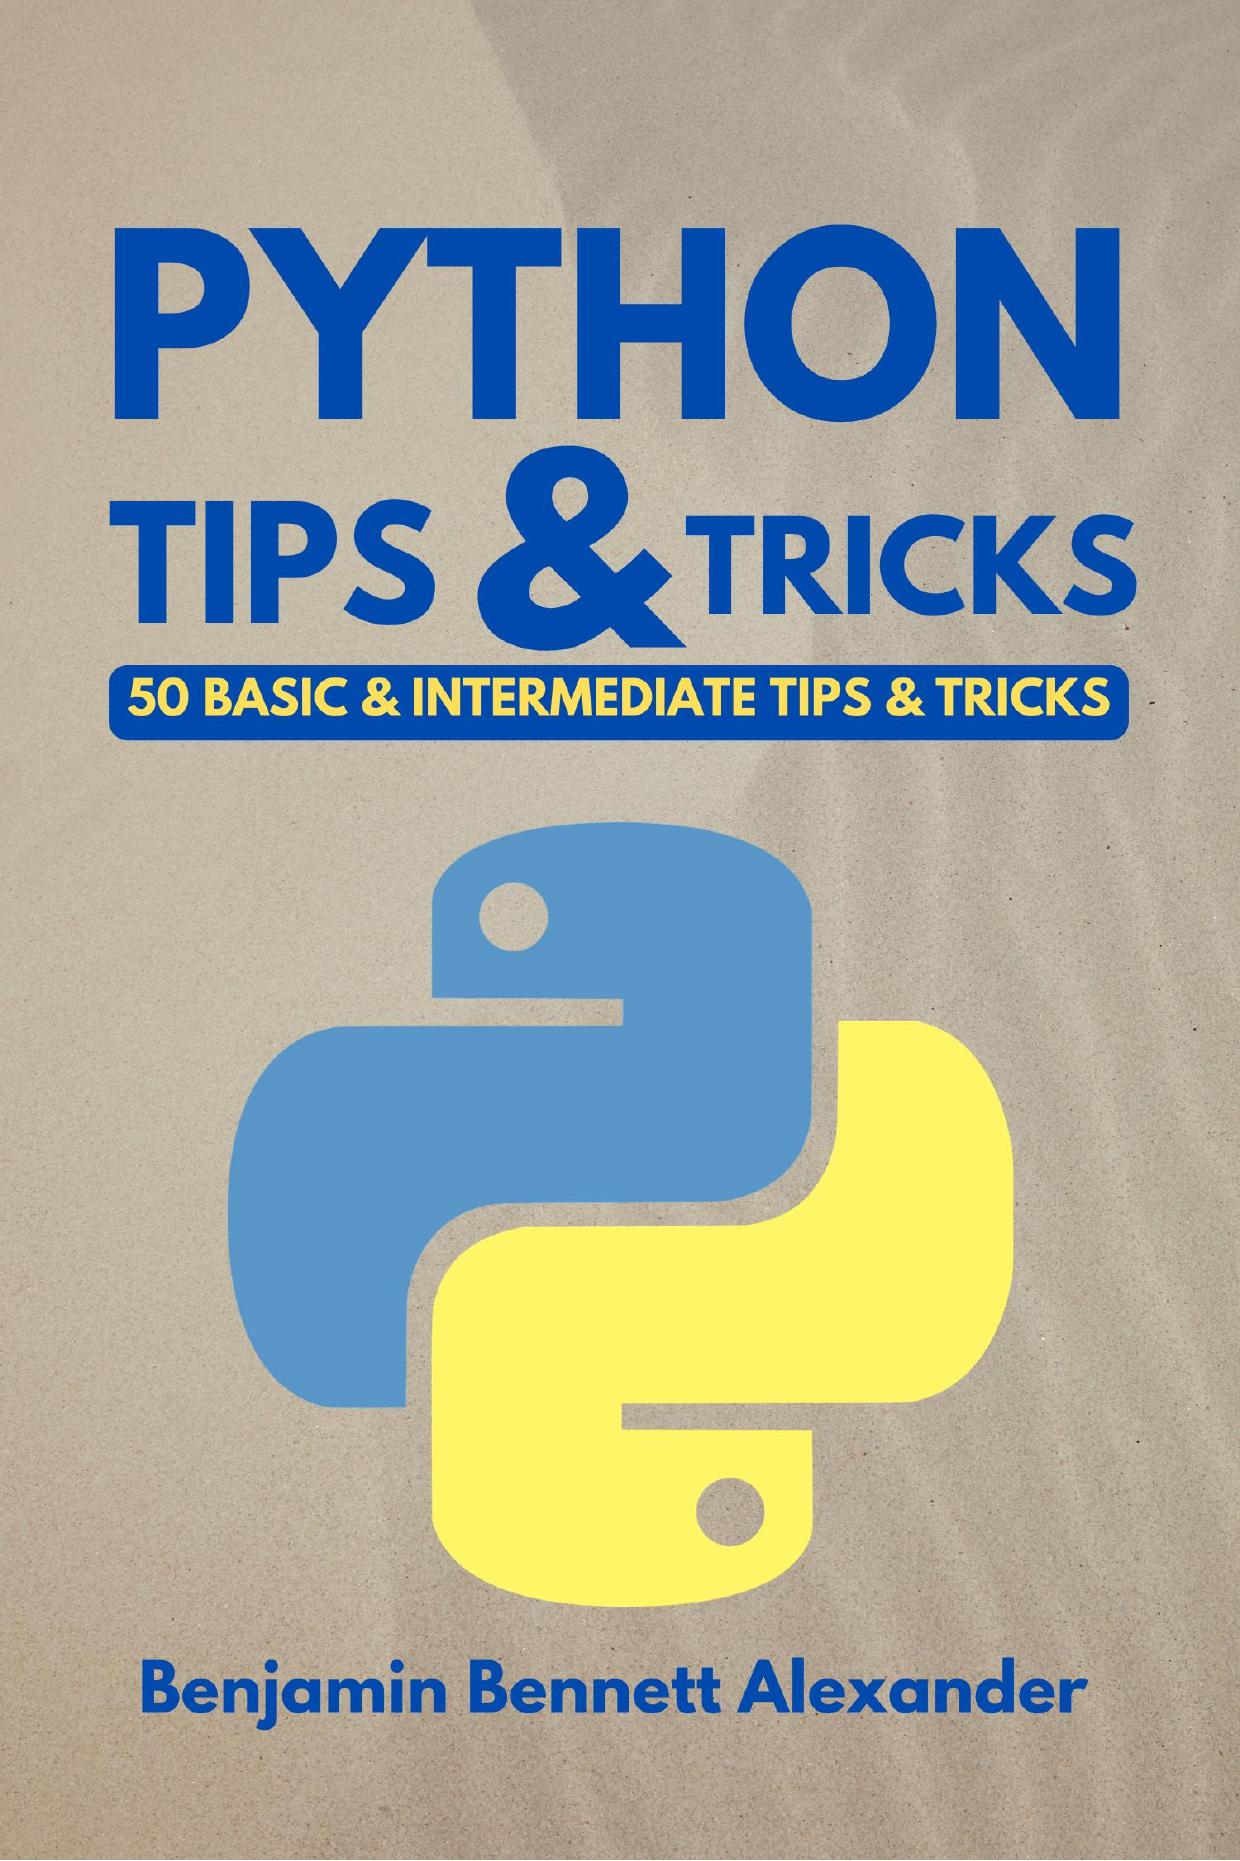 PYTHON
TIPS & TRICKS
50 BASIC & INTERMEDIATE TIPS & TRICKS
Benjamin Bennett Alexander